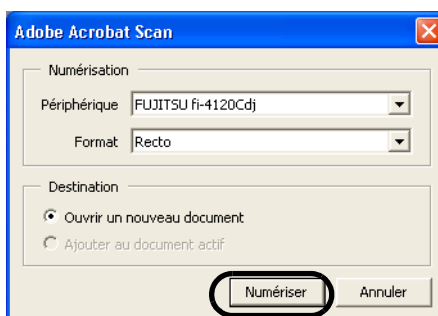 Adobe Acrobat Scan
Numérisation
Périphérique FUJITSU fi-4120Cdj
Format Recto
Destination
Ouvrir un nouveau document
Ajouter au document actif
Numériser Annuler